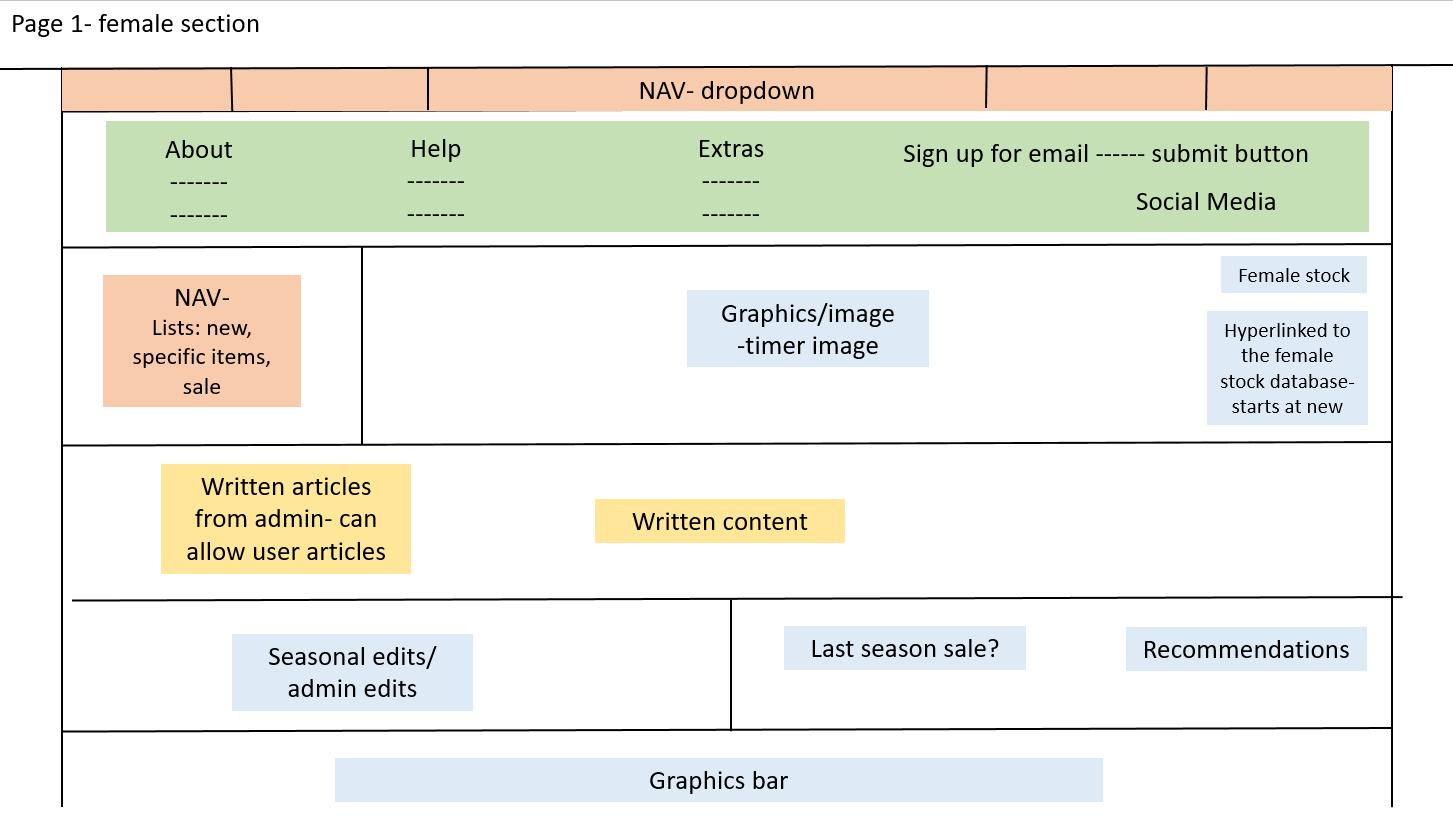 Page 1- female section
NAV- dropdown
About
-------
-------
Help
-------
-------
Extras
-------
-------
Sign up for email ------ submit button
Social Media
NAV-
Lists: new,
specific items,
sale
Graphics/image
-timer image
Female stock
Hyperlinked to
the female
stock database-
starts at new
Written articles
from admin- can
allow user articles
Written content
Seasonal edits/
admin edits
Last season sale?
Recommendations
Graphics bar